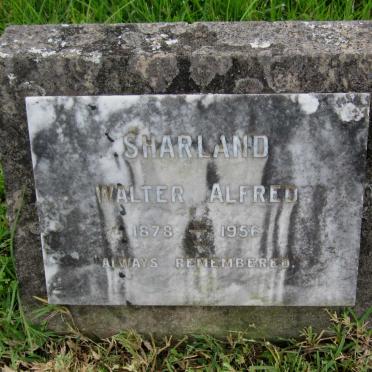 SHARLAND
WALTER ALFRED
1878 - 1956
"ALWAYS REMEMBERED.